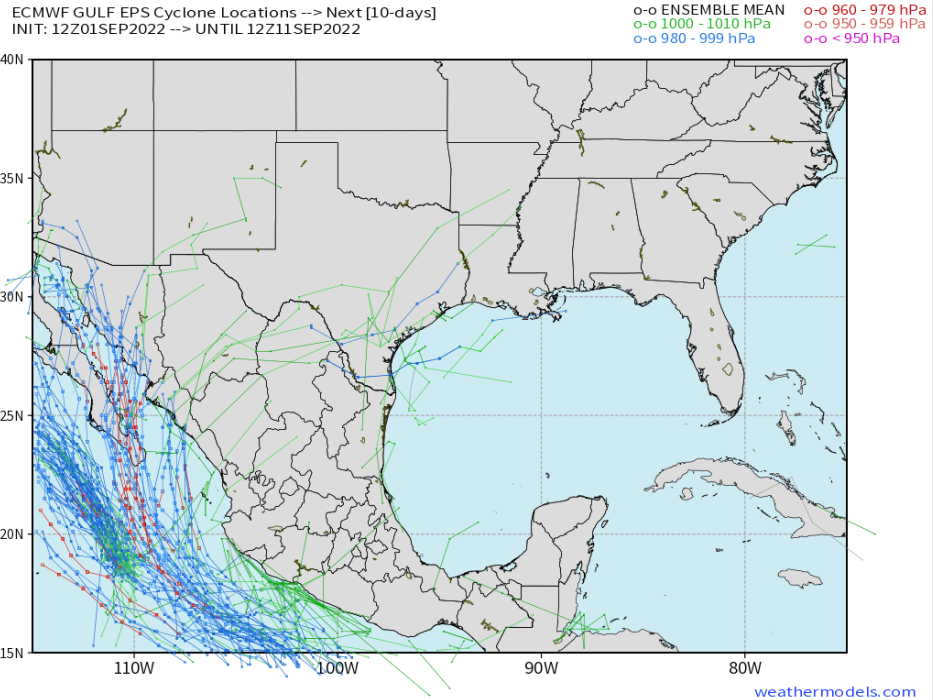 ECMWF GULF EPS Cyclone Locations --> Next [10-days]
INIT: 12Z01SEP2022 --> UNTIL 12Z11SEP2022
o-o ENSEMBLE MEAN
o-o 1000 - 1010 hPa
o-o 980 - 999 hPa
o-o 960 - 979 hPa
o-o 950 - 959 hPa
o-o < 950 hPa
40N
35N
30N
25N
20N
15N
110W
100W
90W
80W
weathermodels.com